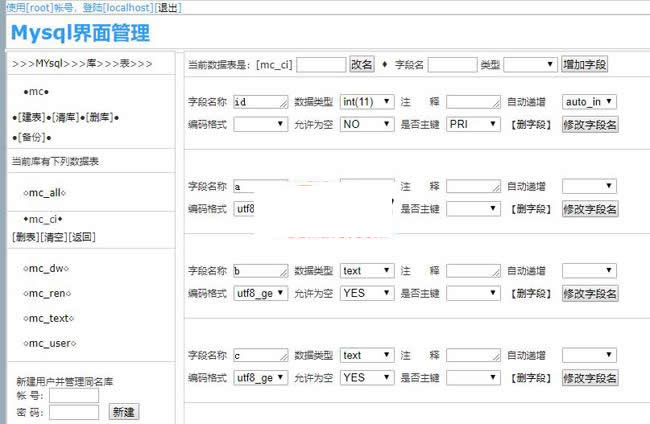 使用[root]帐号，登陆[localhost][退出]
Mysql界面管理
>>>MYsql>>>库>>>表>>>
●mc●
●[建表]●[清库]●[删库]●
●[备份]●
当前库有下列数据表
◇mc_all◇
◆mc_ci◆
[删表][清空][返回]
◇mc_dw◇
◇mc_ren◇
◇mc_text◇
◇mc_user◇
新建用户并管理同名库
帐 号：
密 码： 新建
当前数据表是：[mc_ci] 改名 ♦ 字段名 类型 增加字段
字段名称 id 数据类型 int(11) 注 释 自动递增 auto_in
编码格式 允许为空 NO 是否主键 PRI 【删字段】 修改字段名
字段名称 a 注 释 自动递增
编码格式 utf8 是否主键 【删字段】 修改字段名
字段名称 b 数据类型 text 注 释 自动递增
编码格式 utf8_ge 允许为空 YES 是否主键 【删字段】 修改字段名
字段名称 c 数据类型 text 注 释 自动递增
编码格式 utf8_ge 允许为空 YES 是否主键 【删字段】 修改字段名